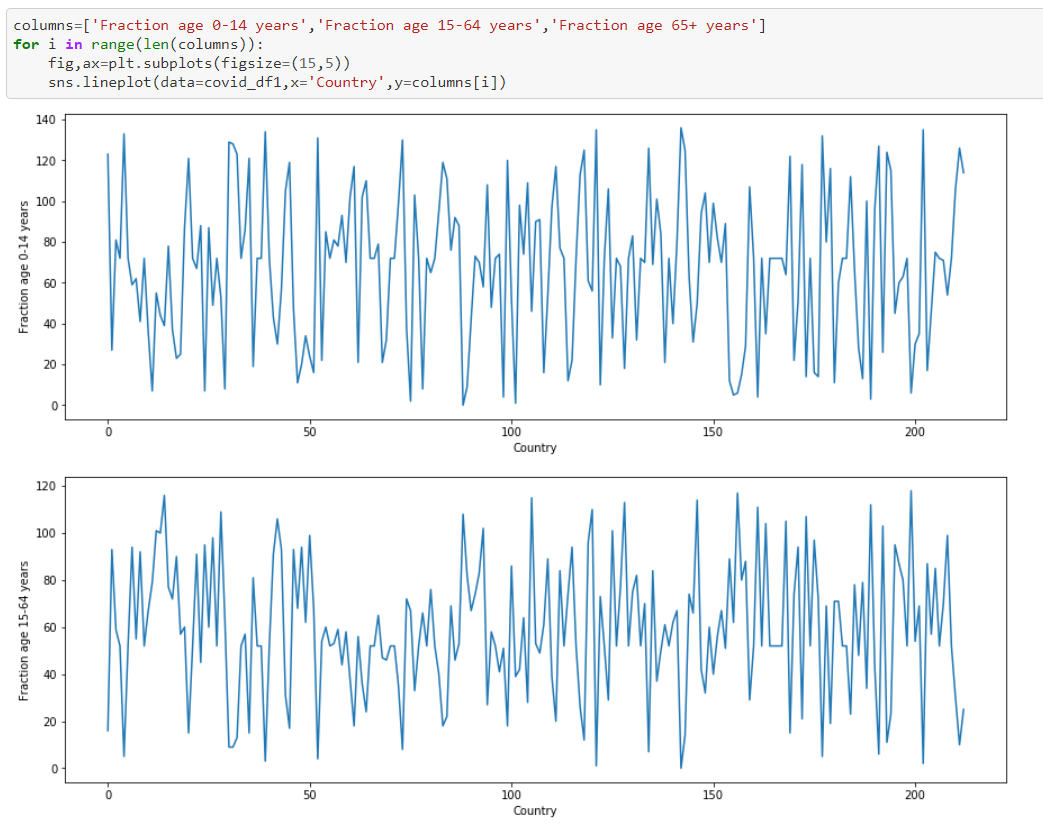 columns=['Fraction age 0-14 years','Fraction age 15-64 years','Fraction age 65+ years']
for i in range(len(columns)):
    fig,ax=plt.subplots(figsize=(15,5))
    sns.lineplot(data=covid_df1,x='Country',y=columns[i])
140
120
100
80
60
40
20
0
Fraction age 0-14 years
0 50 100 150 200
Country
120
100
80
60
40
20
0
Fraction age 15-64 years
0 50 100 150 200
Country